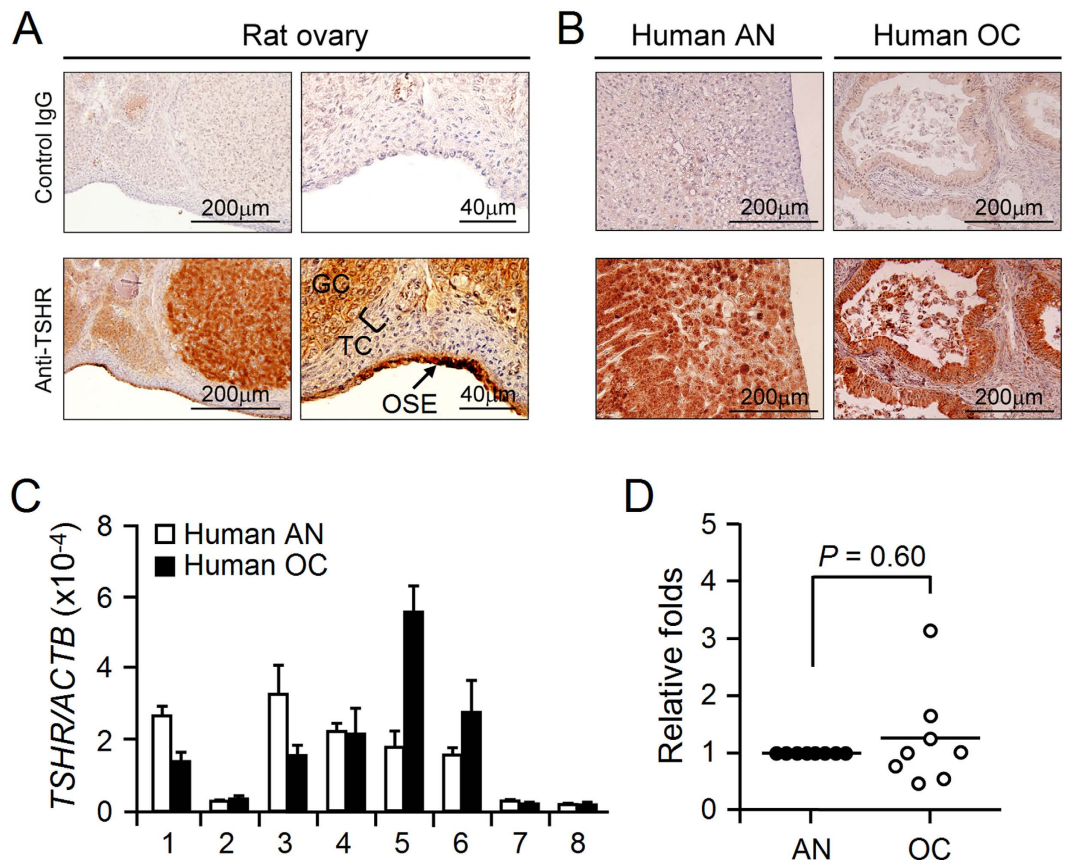 A
Rat ovary
B
Human AN
Human OC
Control IgG
200µm
40µm
200µm
200µm
Anti-TSHR
200µm
GC
TC
OSE
40µm
200µm
200µm
C
TSHR/ACTB (x10-4)
8
6
4
2
0
Human AN
Human OC
1 2 3 4 5 6 7 8
D
Relative folds
5
4
3
2
1
0
P = 0.60
AN OC